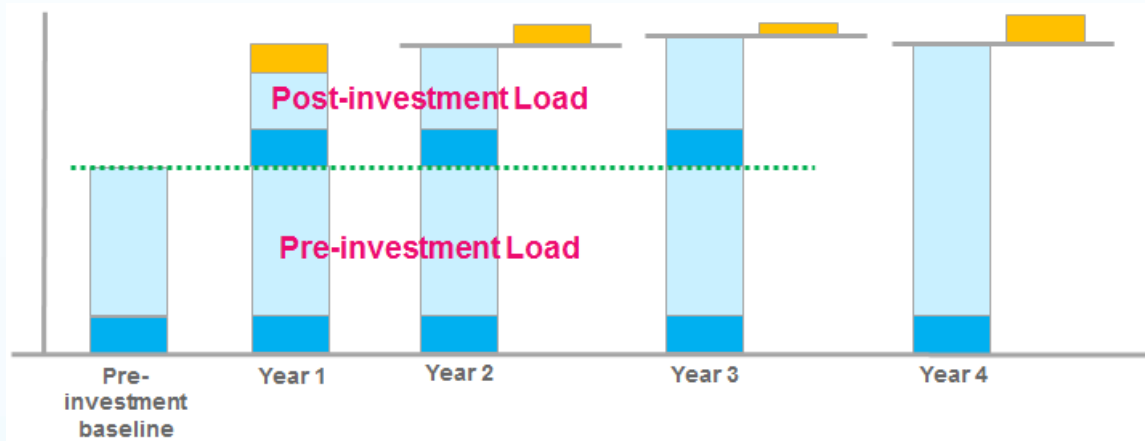 Post-investment Load
Pre-investment Load
Pre-
investment
baseline
Year 1
Year 2
Year 3
Year 4